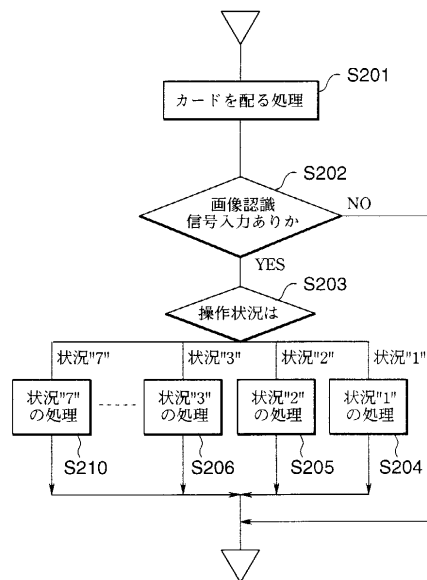 S201
カードを配る処理
S202
画像認識
信号入力ありか
NO
YES
S203
操作状況は
状況"7"
状況"3"
状況"2"
状況"1"
状況"7"
の処理
状況"3"
の処理
状況"2"
の処理
状況"1"
の処理
S210
S206
S205
S204